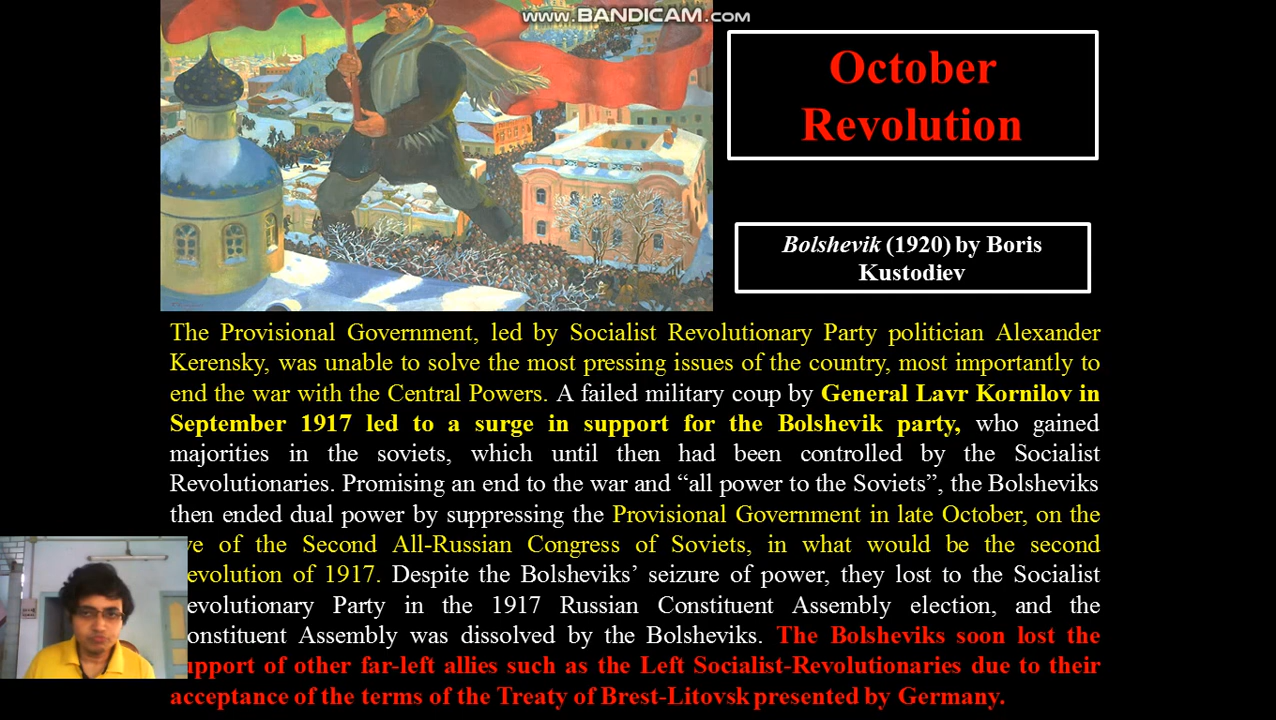 www.BANDICAM.com
October
Revolution
Bolshevik (1920) by Boris
Kustodiev
The Provisional Government, led by Socialist Revolutionary Party politician Alexander
Kerensky, was unable to solve the most pressing issues of the country, most importantly to
end the war with the Central Powers. A failed military coup by General Lavr Kornilov in
September 1917 led to a surge in support for the Bolshevik party, who gained
majorities in the soviets, which until then had been controlled by the Socialist
Revolutionaries. Promising an end to the war and “all power to the Soviets”, the Bolsheviks
then ended dual power by suppressing the Provisional Government in late October, on the
ve of the Second All-Russian Congress of Soviets, in what would be the second
evolution of 1917. Despite the Bolsheviks’ seizure of power, they lost to the Socialist
evolutionary Party in the 1917 Russian Constituent Assembly election, and the
onstituent Assembly was dissolved by the Bolsheviks. The Bolsheviks soon lost the
upport of other far-left allies such as the Left Socialist-Revolutionaries due to their
acceptance of the terms of the Treaty of Brest-Litovsk presented by Germany.